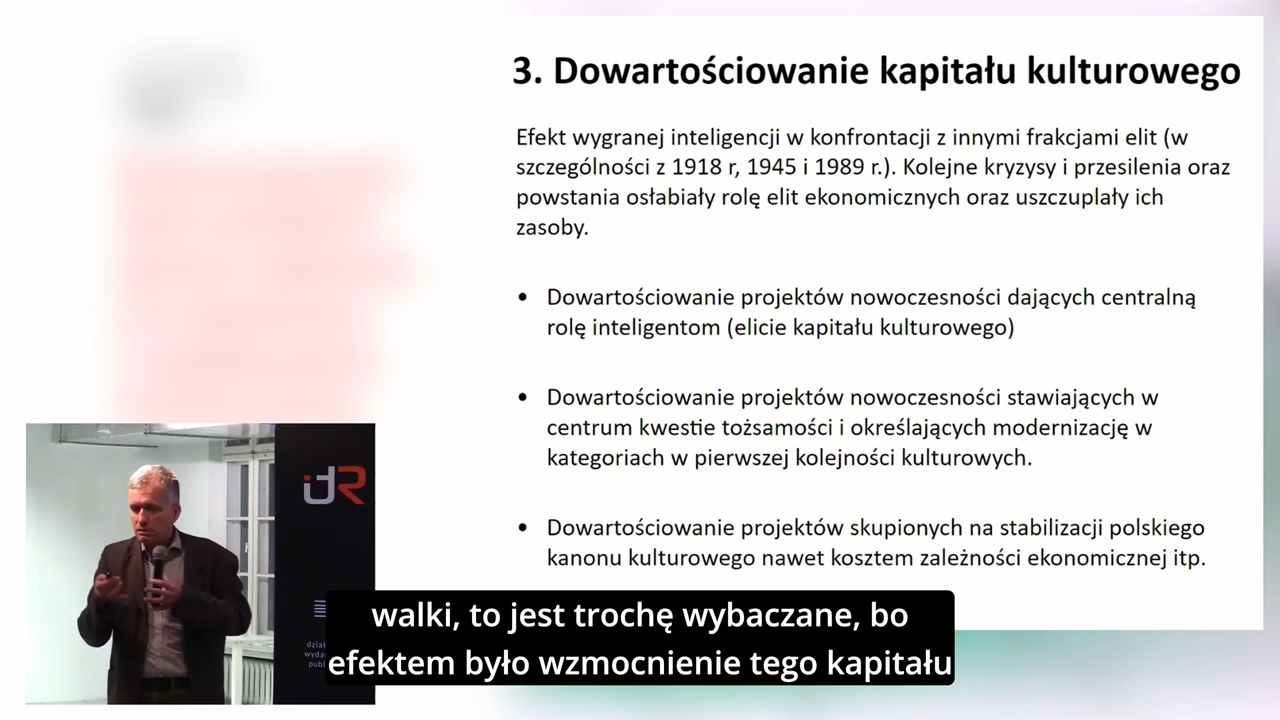 3. Dowartościowanie kapitału kulturowego
Efekt wygranej inteligencji w konfrontacji z innymi frakcjami elit (w
szczególności z 1918 r, 1945 i 1989 r.). Kolejne kryzysy i przesilenia oraz
powstania osłabiały rolę elit ekonomicznych oraz uszczuplały ich
zasoby.
• Dowartościowanie projektów nowoczesności dających centralną
rolę inteligentom (elicie kapitału kulturowego)
• Dowartościowanie projektów nowoczesności stawiających w
centrum kwestie tożsamości i określających modernizację w
kategoriach w pierwszej kolejności kulturowych.
• Dowartościowanie projektów skupionych na stabilizacji polskiego
kanonu kulturowego nawet kosztem zależności ekonomicznej itp.
walki, to jest trochę wybaczane, bo
efektem było wzmocnienie tego kapitału